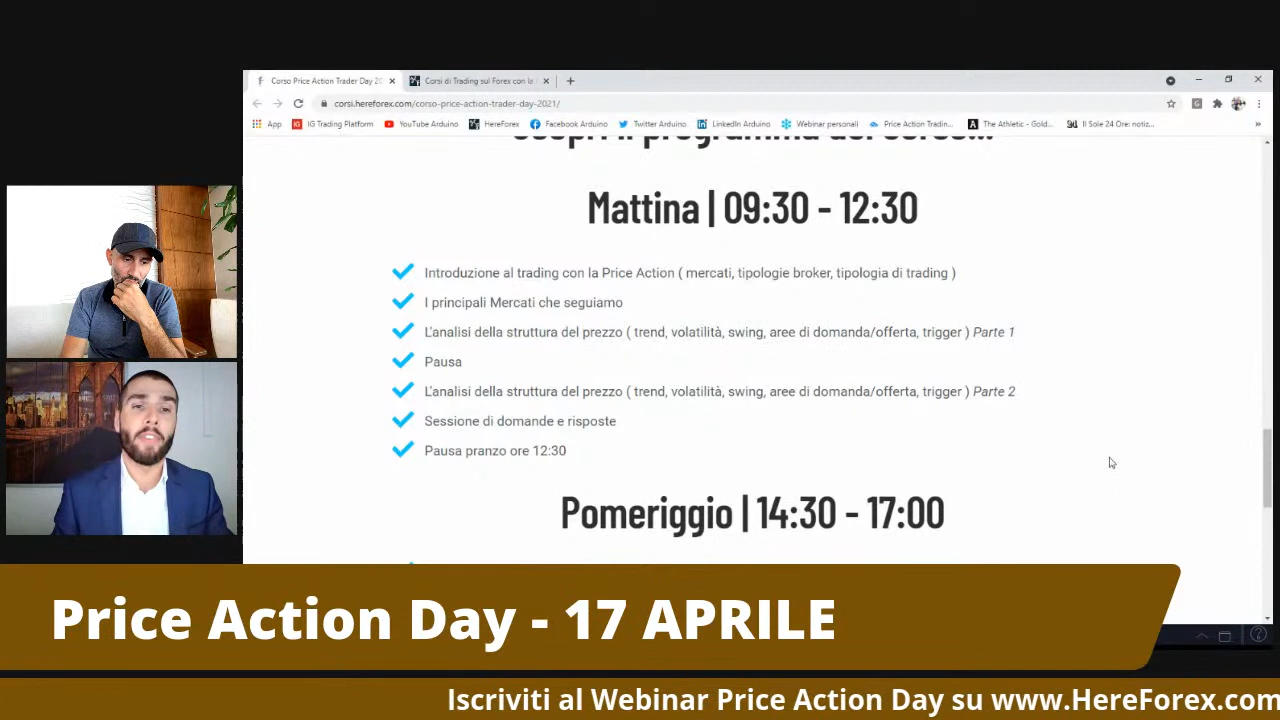 Corso Price Action Trader Day 20
Corsi di Trading sul Forex con la
corsi.hereforex.com/corso-price-action-trader-day-2021/
App
IG Trading Platform
YouTube Arduino
HereForex
Facebook Arduino
Twitter Arduino
LinkedIn Arduino
Webinar personali
Price Action Tradin...
The Athletic - Gold...
Il Sole 24 Ore: notiz...
Scopri il programma del corso...
Mattina | 09:30 - 12:30
Introduzione al trading con la Price Action ( mercati, tipologie broker, tipologia di trading )
I principali Mercati che seguiamo
L'analisi della struttura del prezzo ( trend, volatilità, swing, aree di domanda/offerta, trigger ) Parte 1
Pausa
L'analisi della struttura del prezzo ( trend, volatilità, swing, aree di domanda/offerta, trigger ) Parte 2
Sessione di domande e risposte
Pausa pranzo ore 12:30
Pomeriggio | 14:30 - 17:00
Price Action Day - 17 APRILE
Iscriviti al Webinar Price Action Day su www.HereForex.com